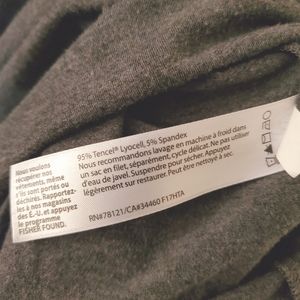 Nous voulons
récupérer nos
vêtements, même
s'ils sont portés ou
déchirés. Rapportez-
les à nos magasins
des É.-U. et appuyez
le programme
FISHER FOUND.
95% Tencel® Lyocell, 5% Spandex
Nous recommandons lavage en machine à froid dans
un sac en filet, séparément, cycle délicat. Ne pas utiliser
d'eau de javel. Suspendre pour sécher. Appuyez
légèrement sur restaurer. Peut être nettoyé à sec.
RN#78121/CA#34460 F17HTA